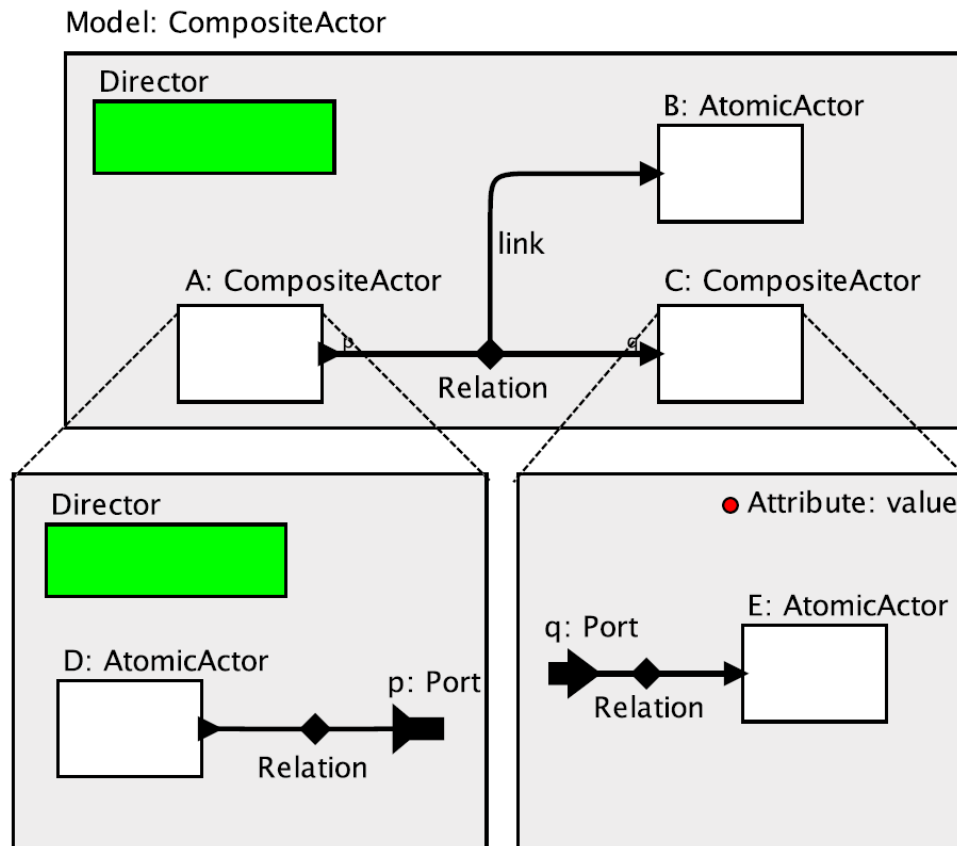 Model: CompositeActor
Director
B: AtomicActor
link
A: CompositeActor
C: CompositeActor
p
q
Relation
Director
D: AtomicActor
p: Port
Relation
Attribute: value
q: Port
E: AtomicActor
Relation